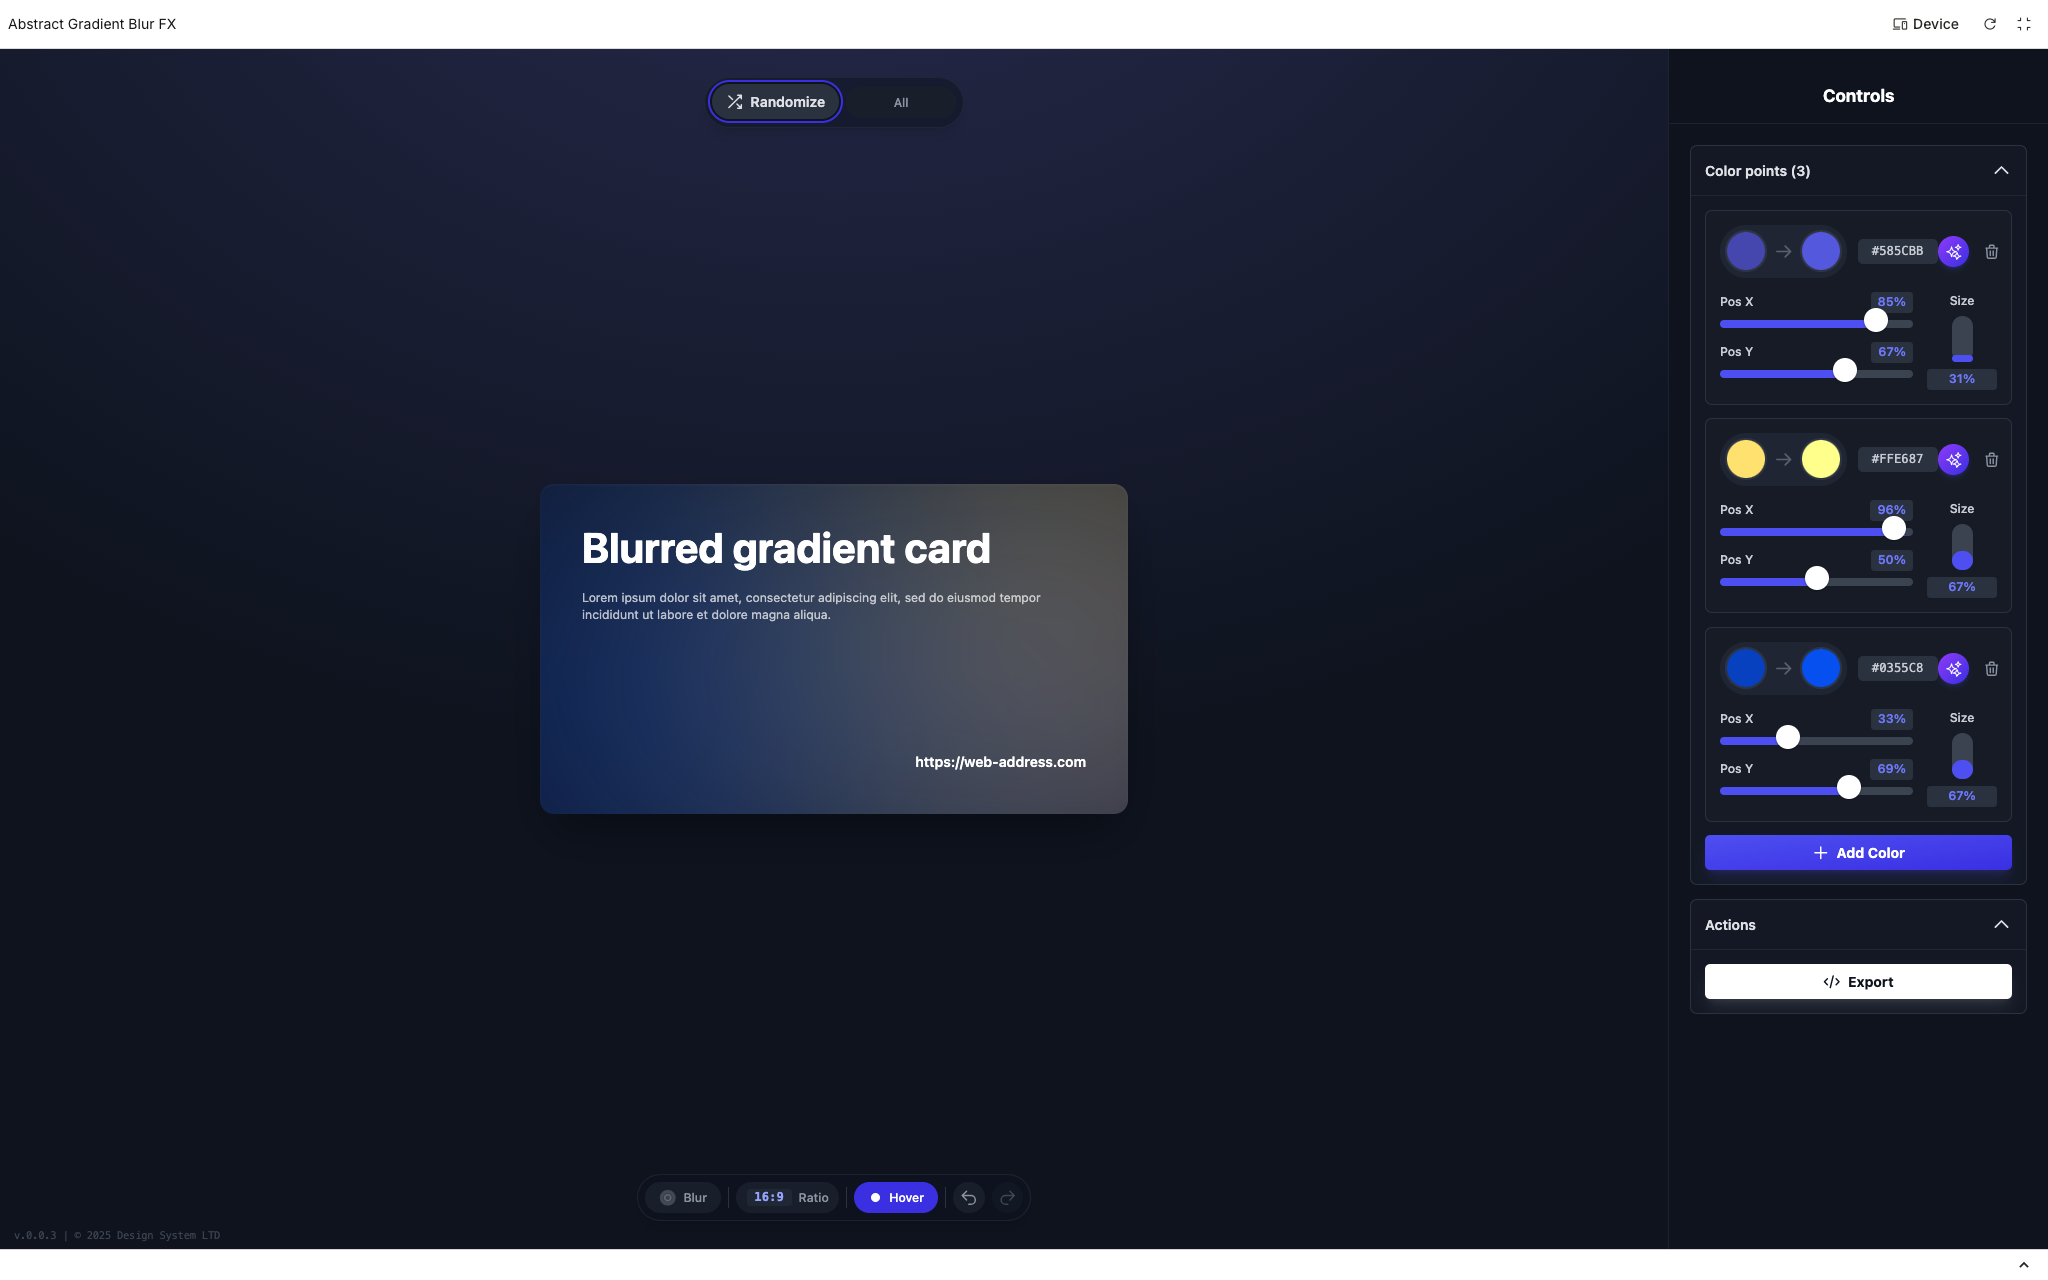 Abstract Gradient Blur FX
Device
Randomize
All
Controls
Color points (3)
#585CBB
Pos X
85%
Size
Pos Y
67%
31%
#FFE687
Pos X
96%
Size
Pos Y
50%
67%
#0355C8
Pos X
33%
Size
Pos Y
69%
67%
Add Color
Actions
</> Export
Blurred gradient card
Lorem ipsum dolor sit amet, consectetur adipiscing elit, sed do eiusmod tempor
incididunt ut labore et dolore magna aliqua.
https://web-address.com
Blur
16:9 Ratio
Hover
v.0.0.3 | © 2025 Design System LTD